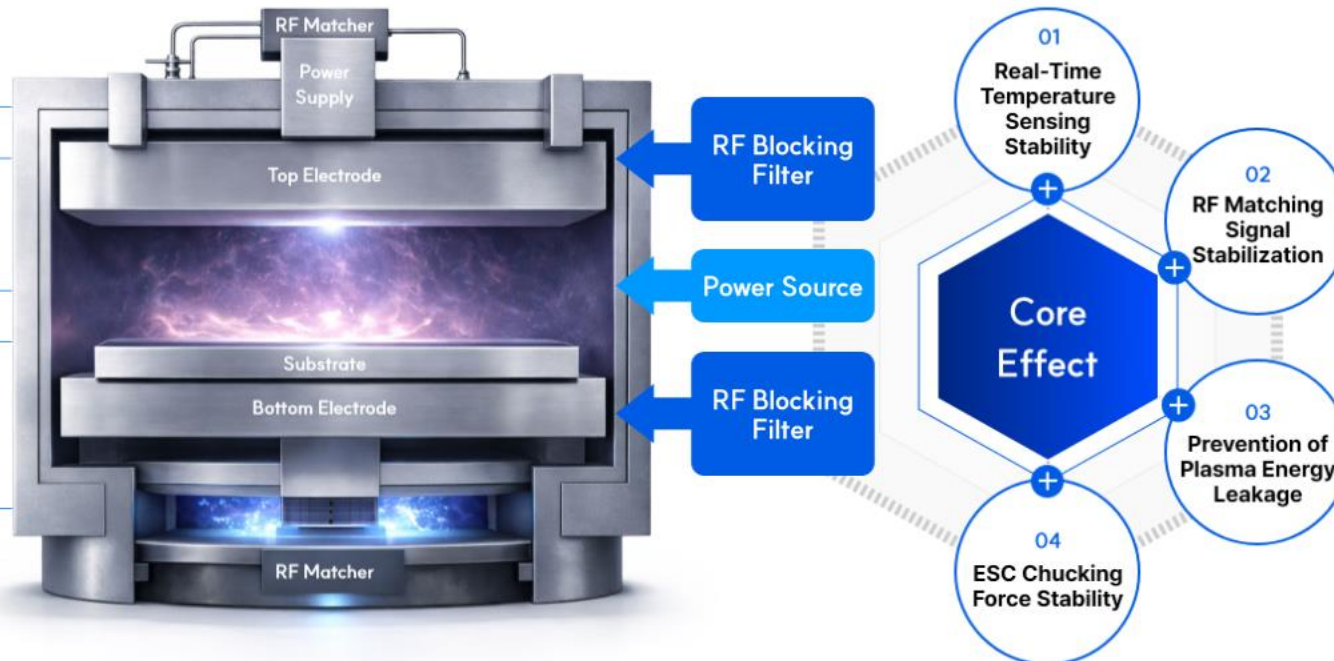 RF Matcher
Power
Supply
Top Electrode
Substrate
Bottom Electrode
RF Matcher
RF Blocking
Filter
Power Source
RF Blocking
Filter
Core
Effect
01
Real-Time
Temperature
Sensing
Stability
02
RF Matching
Signal
Stabilization
03
Prevention of
Plasma Energy
Leakage
04
ESC Chucking
Force Stability